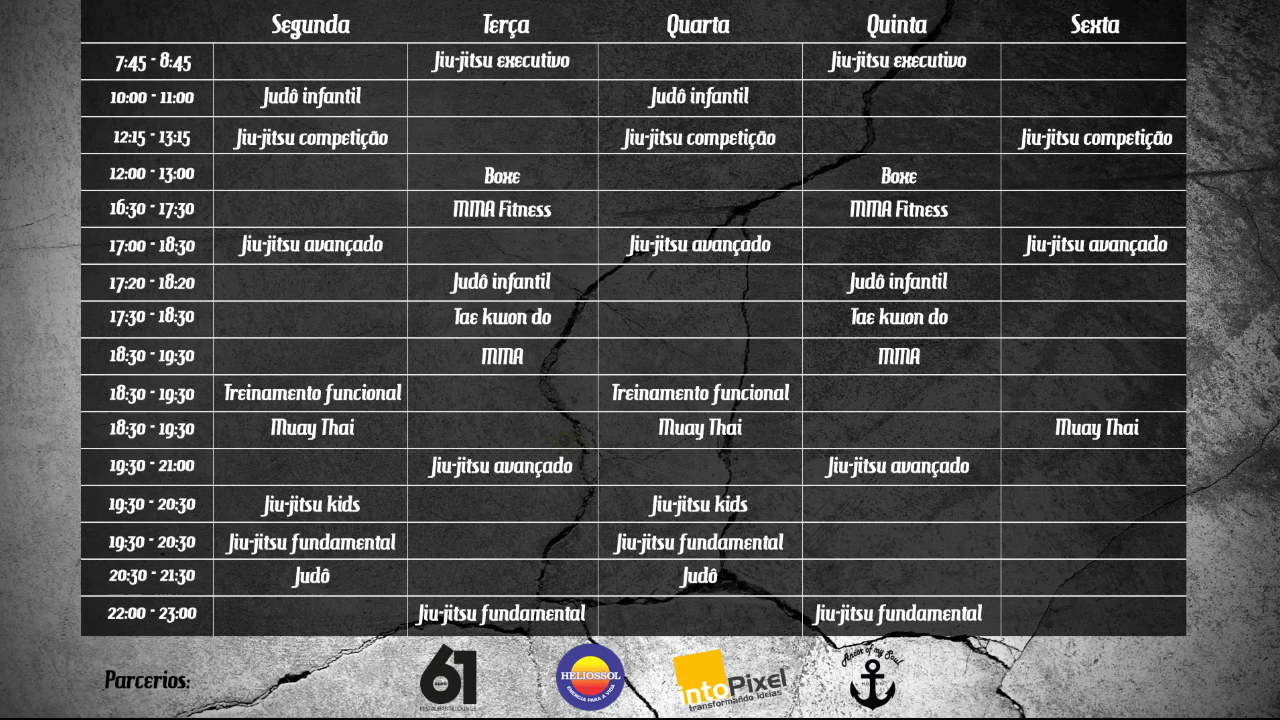 Segunda Terça Quarta Quinta Sexta
7:45 - 8:45 Jiu-jitsu executivo Jiu-jitsu executivo
10:00 - 11:00 Judô infantil Judô infantil
12:15 - 13:15 Jiu-jitsu competição Jiu-jitsu competição Jiu-jitsu competição
12:00 - 13:00 Boxe Boxe
16:30 - 17:30 MMA Fitness MMA Fitness
17:00 - 18:30 Jiu-jitsu avançado Jiu-jitsu avançado Jiu-jitsu avançado
17:20 - 18:20 Judô infantil Judô infantil
17:30 - 18:30 Tae kwon do Tae kwon do
18:30 - 19:30 MMA MMA
18:30 - 19:30 Treinamento funcional Treinamento funcional
18:30 - 19:30 Muay Thai Muay Thai Muay Thai
19:30 - 21:00 Jiu-jitsu avançado Jiu-jitsu avançado
19:30 - 20:30 Jiu-jitsu kids Jiu-jitsu kids
19:30 - 20:30 Jiu-jitsu fundamental Jiu-jitsu fundamental
20:30 - 21:30 Judô Judô
22:00 - 23:00 Jiu-jitsu fundamental Jiu-jitsu fundamental
Parcerios:
61
HELIOSSOL
ENERGIA PARA A VIDA
intoPixel
transformando ideias
Ancor of my Soul